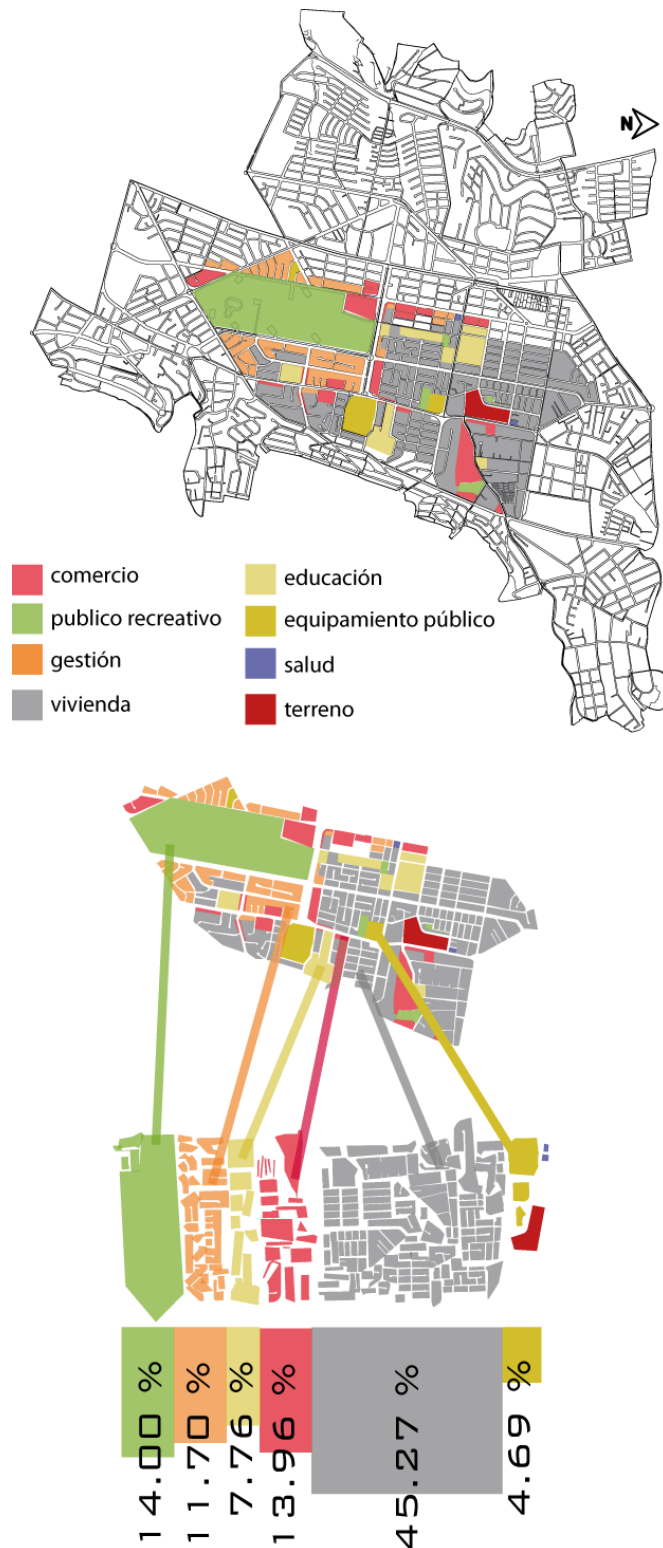 N
comercio
publico recreativo
gestión
vivienda
educación
equipamiento público
salud
terreno
14.00 %
11.70 %
7.76 %
13.96 %
45.27 %
4.69 %